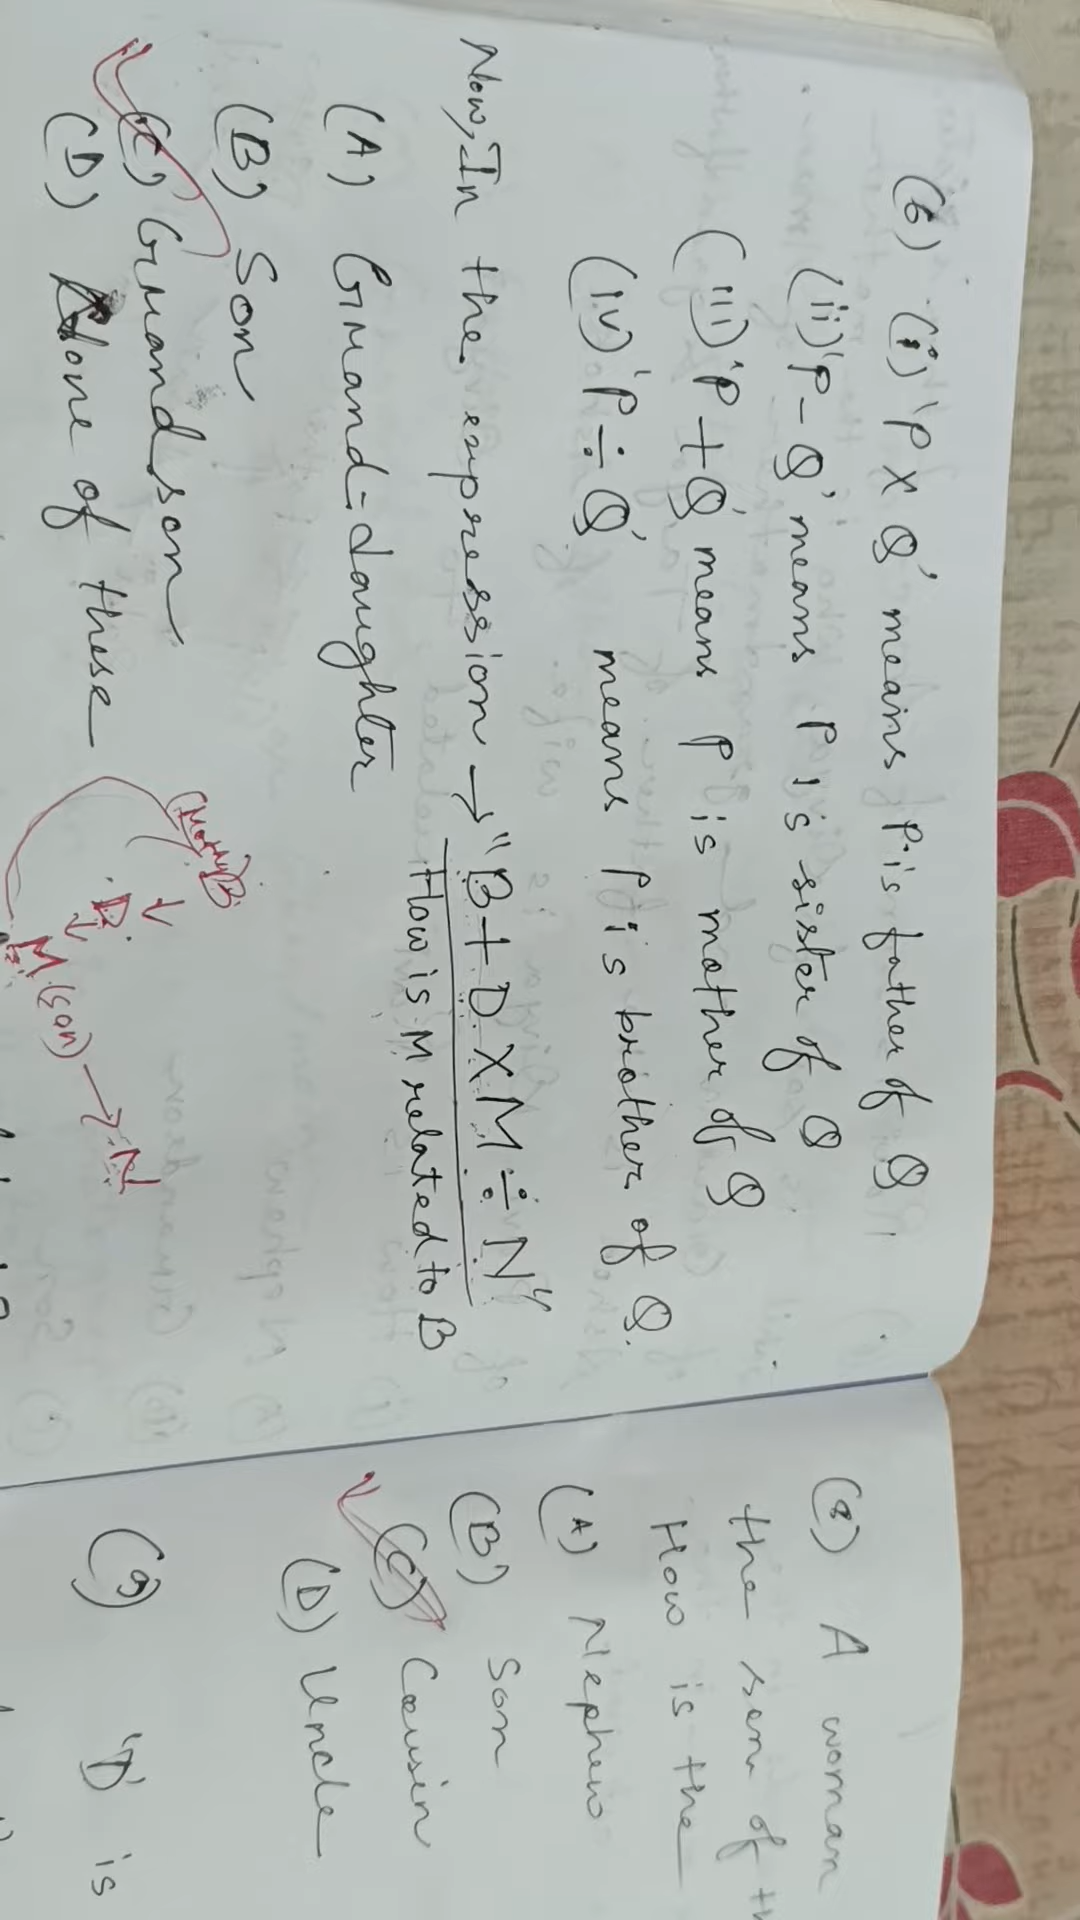 (6) (i) 'P X Q' means P is father of Q
(ii) 'P - Q' means P is sister of Q
(iii) 'P + Q' means P is mother of Q
(iv) 'P ÷ Q' means P is brother of Q.
Now, In the expression → "B + D X M ÷ N"
How is M related to B
(A) Grand-daughter
(B) Son
(C) Grandson
(D) None of these
(Mother) B
↓
D
↓
M (son) → N
(8) A woman
the son of
How is the
(A) Nephew
(B) Son
(C) Cousin
(D) Uncle
(9) 'D' is